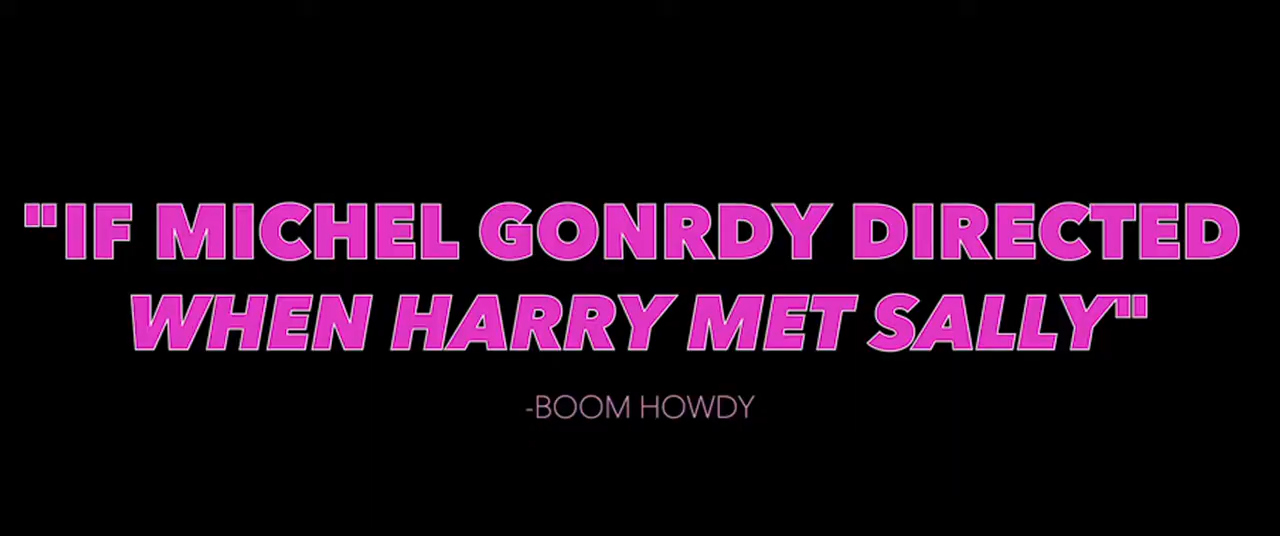 "IF MICHEL GONRDY DIRECTED
WHEN HARRY MET SALLY"
-BOOM HOWDY